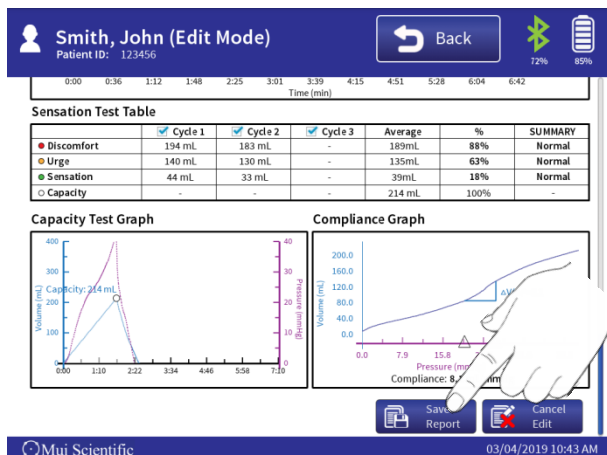 Smith, John (Edit Mode)
Patient ID: 123456
Back
72%
85%
0:00 0:36 1:12 1:48 2:25 3:01 3:39 4:15 4:51 5:28 6:04 6:42
Time (min)
Sensation Test Table
Cycle 1 Cycle 2 Cycle 3 Average % SUMMARY
Discomfort 194 mL 183 mL - 189mL 88% Normal
Urge 140 mL 130 mL - 135mL 63% Normal
Sensation 44 mL 33 mL - 39mL 18% Normal
Capacity - - - 214 mL 100% -
Capacity Test Graph
400
300
200
100
0
Volume (mL)
Capacity: 214 mL
40
30
20
10
0
Pressure (mmHg)
0:00 1:10 2:22 3:34 4:46 5:58 7:10
Compliance Graph
200.0
160.0
120.0
80.0
40.0
0.0
Volume (mL)
ΔV
0.0 7.9 15.8
Pressure
Compliance:
Save
Report
Cancel
Edit
Mui Scientific
03/04/2019 10:43 AM